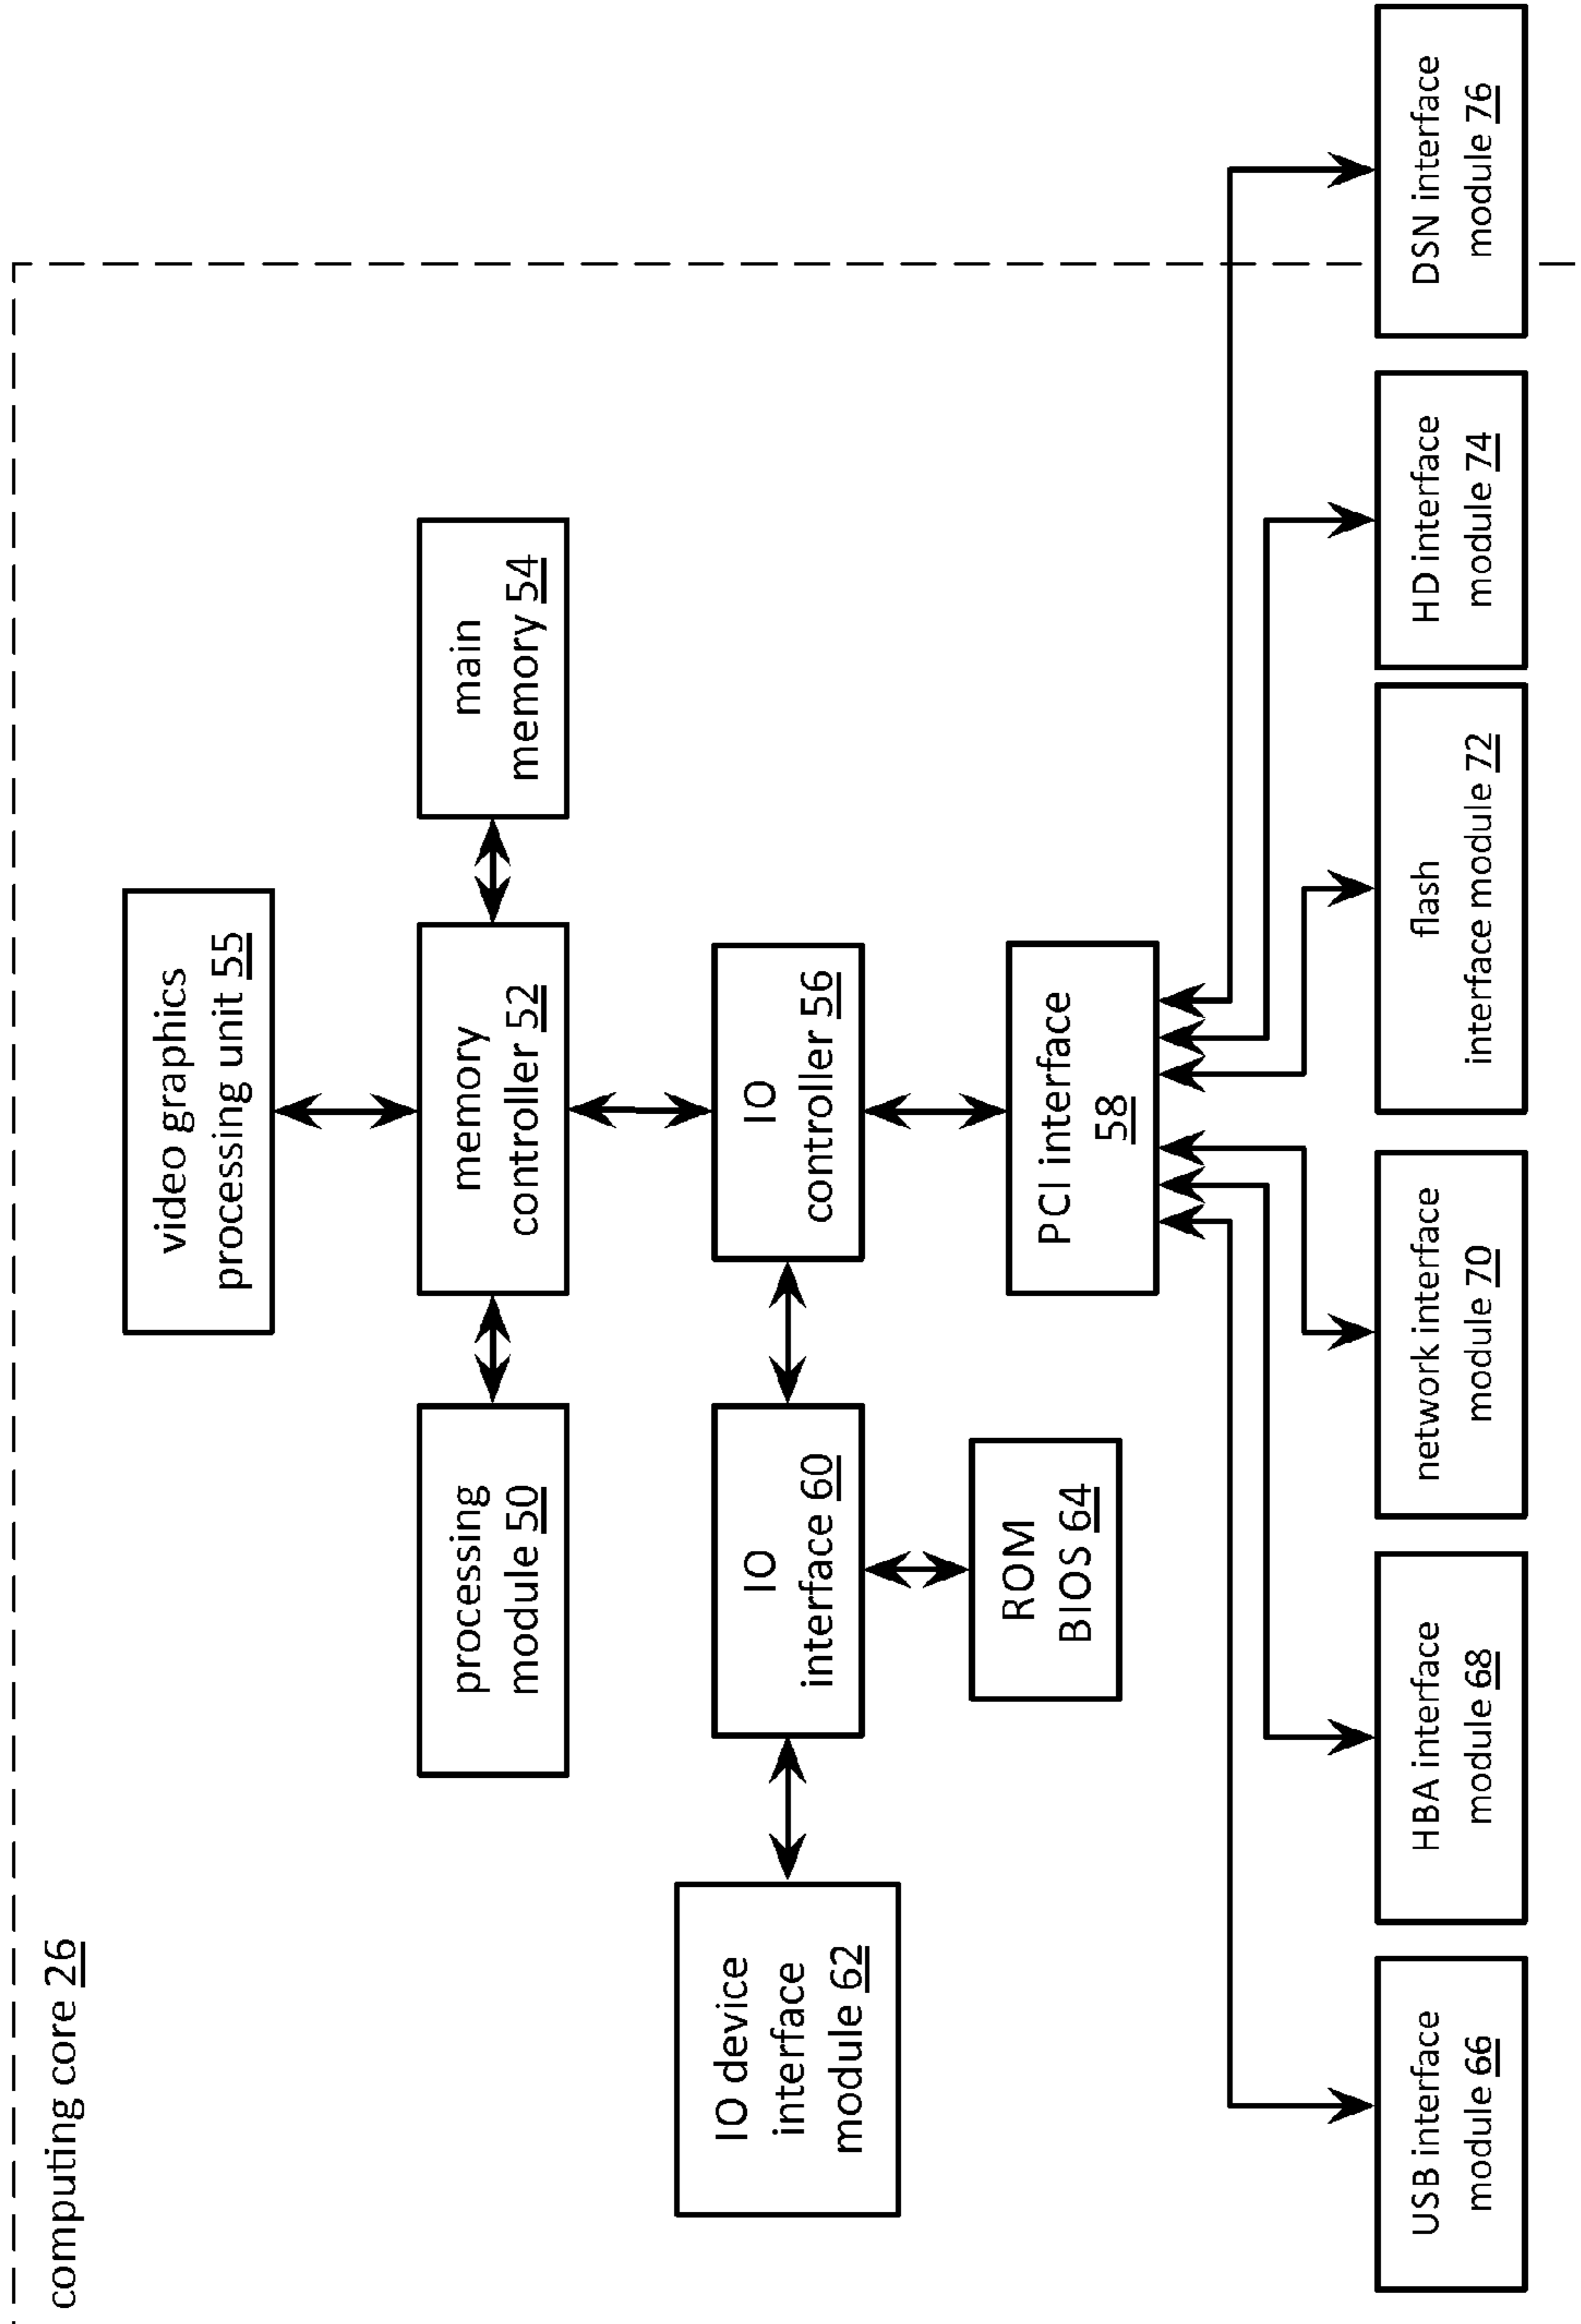 computing core 26
video graphics
processing unit 55
processing
module 50
memory
controller 52
main
memory 54
IO device
interface
module 62
IO
interface 60
IO
controller 56
ROM
BIOS 64
PCI interface
58
USB interface
module 66
HBA interface
module 68
network interface
module 70
flash
interface module 72
HD interface
module 74
DSN interface
module 76